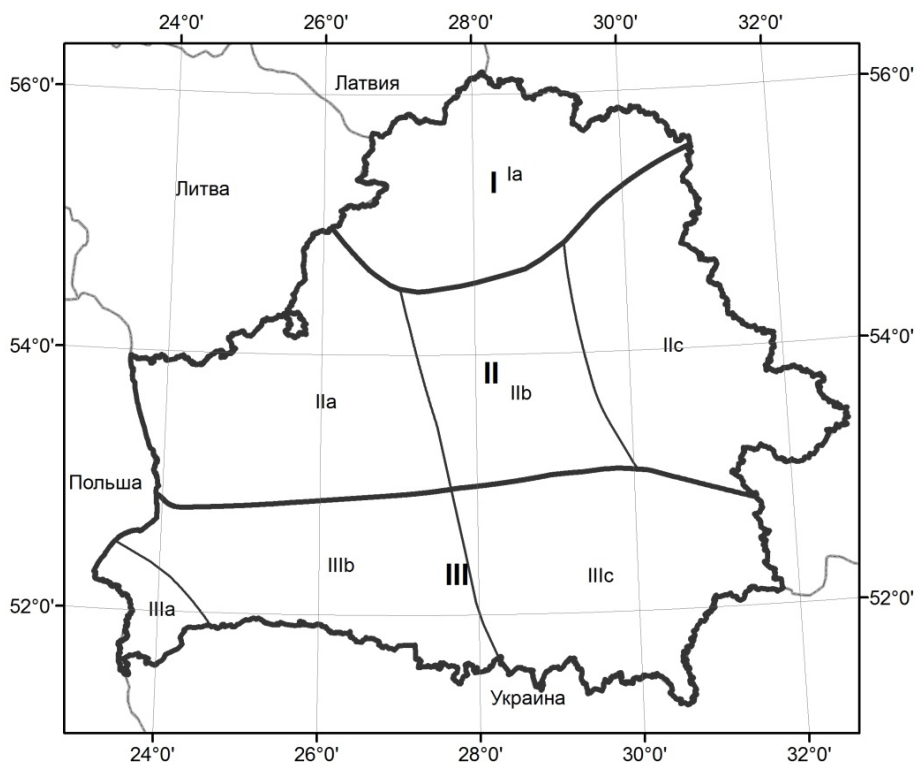 24°0' 26°0' 28°0' 30°0' 32°0'
56°0' Латвия 56°0'
I Ia
Литва
54°0' IIc 54°0'
II
IIa IIb
Польша
IIIb III IIIc
52°0' IIIa 52°0'
Украина
24°0' 26°0' 28°0' 30°0' 32°0'